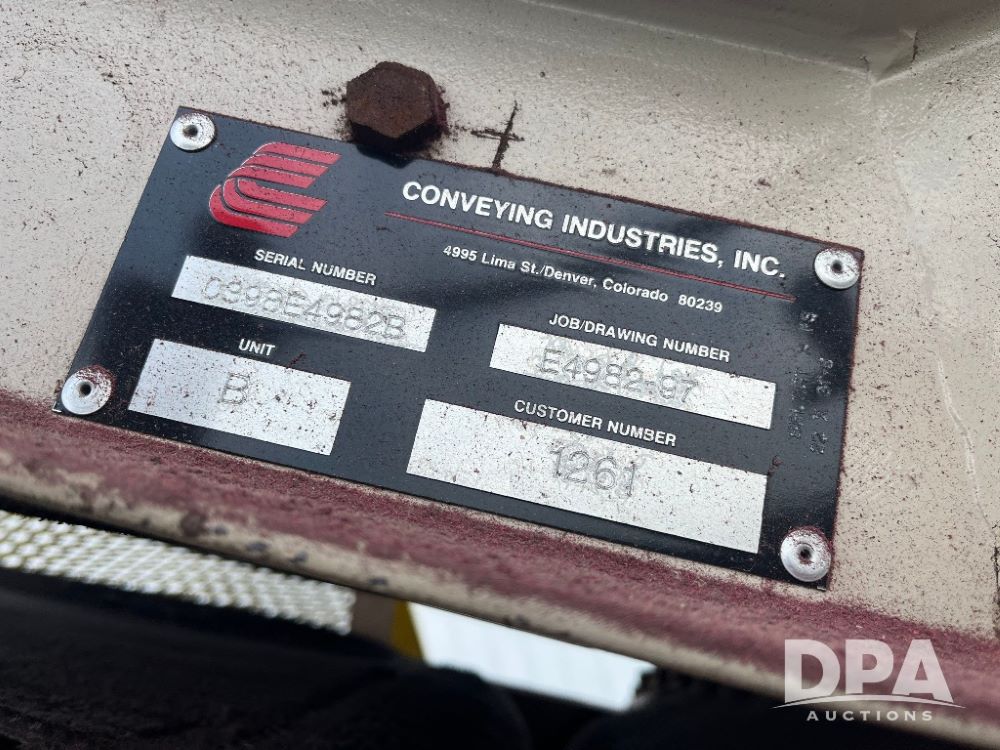 CONVEYING INDUSTRIES, INC.
4995 Lima St./Denver, Colorado 80239
SERIAL NUMBER
C398E4982B
JOB/DRAWING NUMBER
E4982-97
UNIT
B
CUSTOMER NUMBER
1261
DPA
AUCTIONS